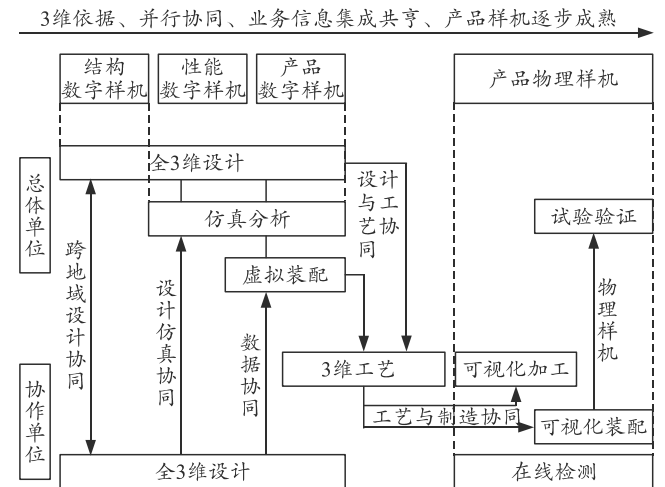 3维依据、并行协同、业务信息集成共享、产品样机逐步成熟
结构
数字样机
性能
数字样机
产品
数字样机
产品物理样机
全3维设计
总体单位
设计与工艺协同
仿真分析
试验验证
跨地域设计协同
虚拟装配
设计仿真协同
数据协同
物理样机
3维工艺
可视化加工
协作单位
工艺与制造协同
可视化装配
全3维设计
在线检测